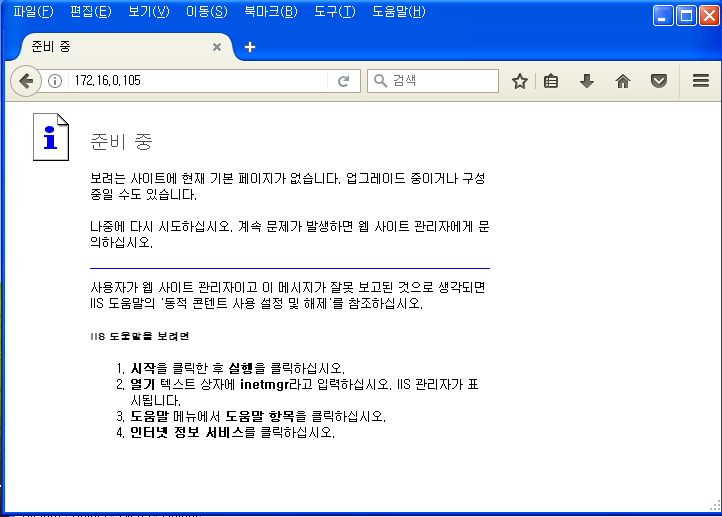 파일(F) 편집(E) 보기(V) 이동(S) 북마크(B) 도구(T) 도움말(H)
준비 중
172.16.0.105
검색
준비 중
보려는 사이트에 현재 기본 페이지가 없습니다. 업그레이드 중이거나 구성
중일 수도 있습니다.
나중에 다시 시도하십시오. 계속 문제가 발생하면 웹 사이트 관리자에게 문
의하십시오.
사용자가 웹 사이트 관리자이고 이 메시지가 잘못 보고된 것으로 생각되면
IIS 도움말의 '동적 콘텐트 사용 설정 및 해제'를 참조하십시오.
IIS 도움말을 보려면
1. 시작을 클릭한 후 실행을 클릭하십시오.
2. 열기 텍스트 상자에 inetmgr라고 입력하십시오. IIS 관리자가 표
시됩니다.
3. 도움말 메뉴에서 도움말 항목을 클릭하십시오.
4. 인터넷 정보 서비스를 클릭하십시오.